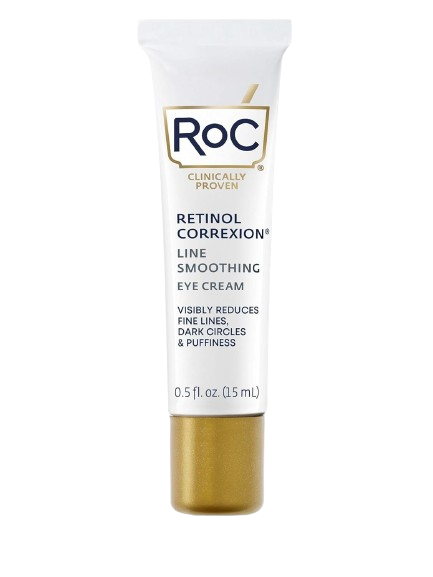 RoC®
CLINICALLY
PROVEN
RETINOL
CORREXION®
LINE
SMOOTHING
EYE CREAM
VISIBLY REDUCES
FINE LINES,
DARK CIRCLES
& PUFFINESS
0.5 fl. oz. (15 mL)